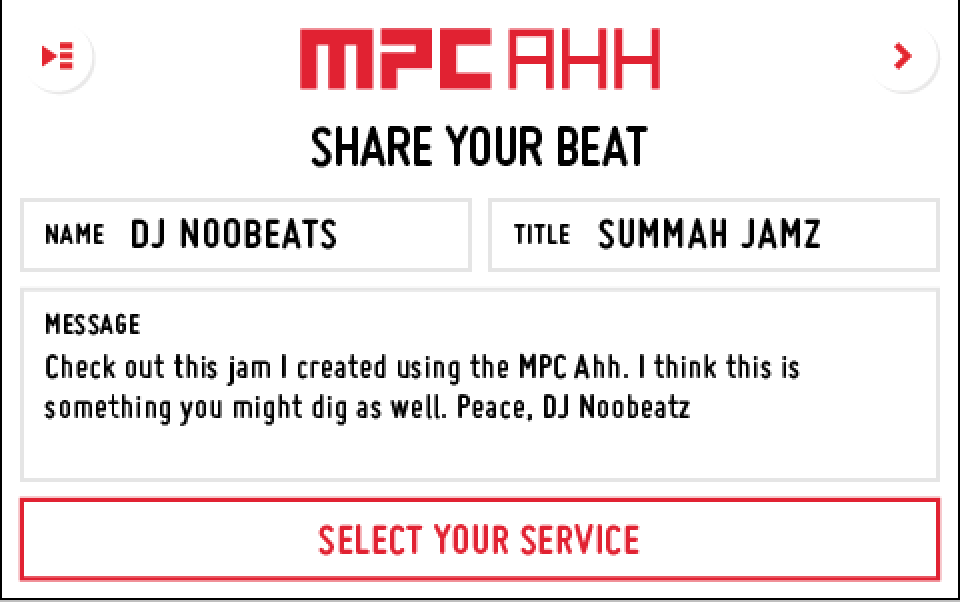 MPC AHH
SHARE YOUR BEAT
NAME DJ NOOBEATS
TITLE SUMMAH JAMZ
MESSAGE
Check out this jam I created using the MPC Ahh. I think this is
something you might dig as well. Peace, DJ Noobeatz
SELECT YOUR SERVICE